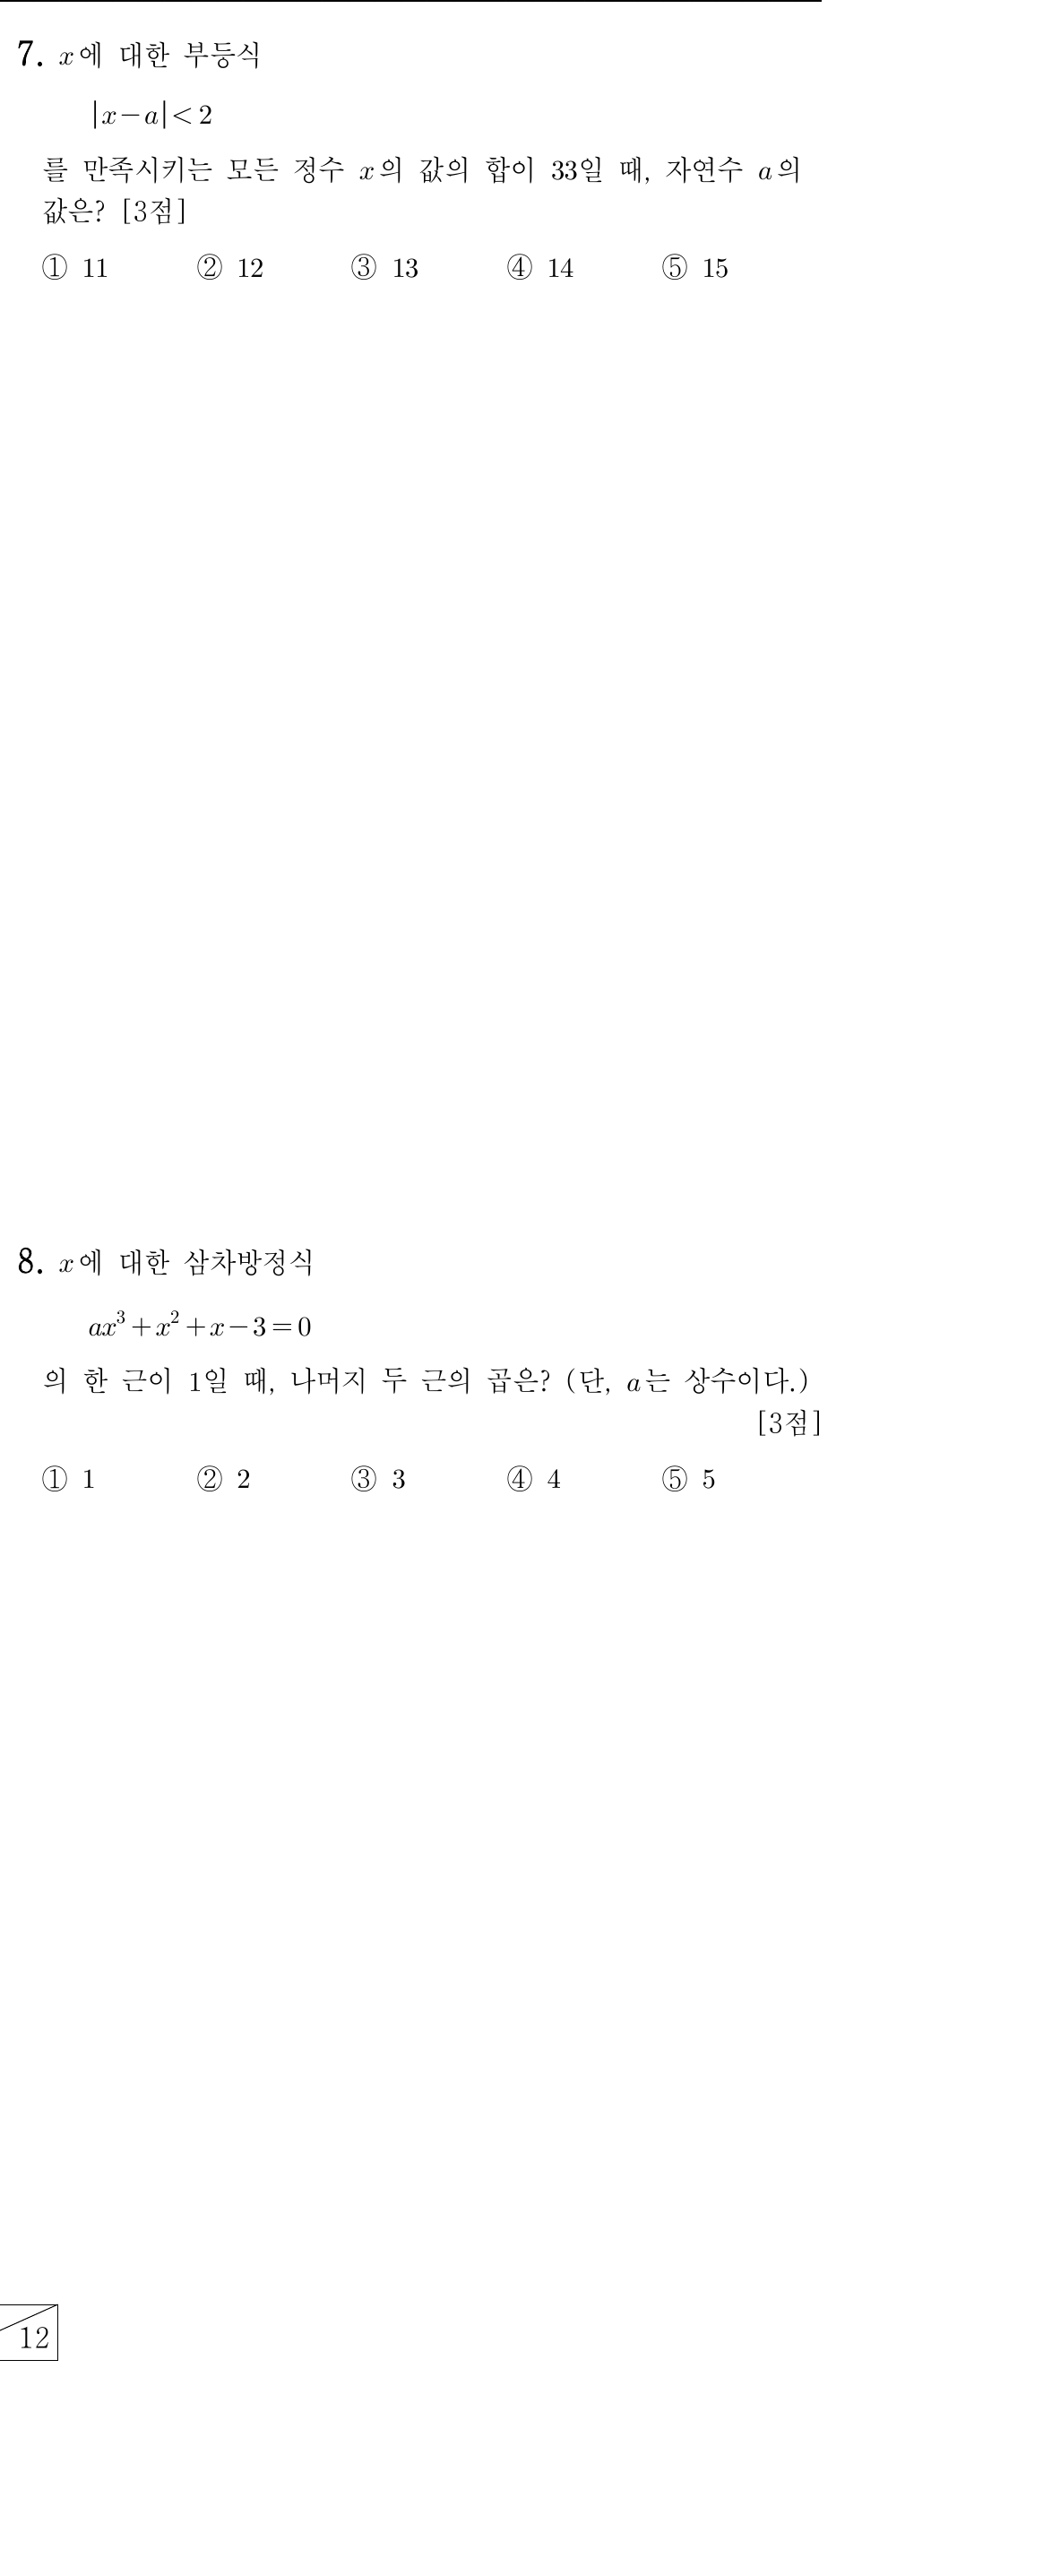 7. x에 대한 부등식
|x-a|<2
를 만족시키는 모든 정수 x의 값의 합이 33일 때, 자연수 a의
값은? [3점]
① 11 ② 12 ③ 13 ④ 14 ⑤ 15
8. x에 대한 삼차방정식
ax³+x²+x-3=0
의 한 근이 1일 때, 나머지 두 근의 곱은? (단, a는 상수이다.)
[3점]
① 1 ② 2 ③ 3 ④ 4 ⑤ 5
12